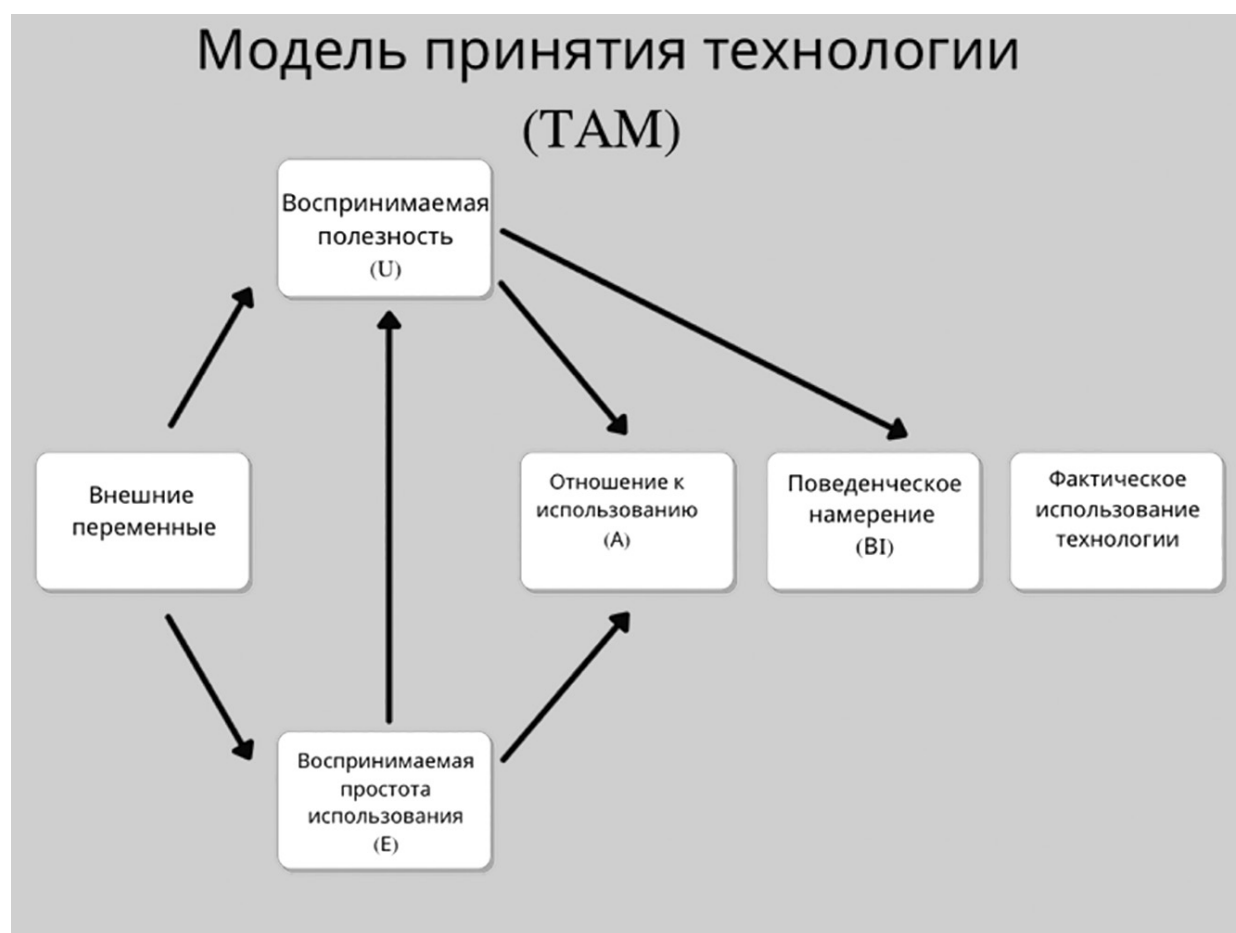 Модель принятия технологии
(TAM)
Воспринимаемая
полезность
(U)
Внешние
переменные
Отношение к
использованию
(A)
Поведенческое
намерение
(BI)
Фактическое
использование
технологии
Воспринимаемая
простота
использования
(E)